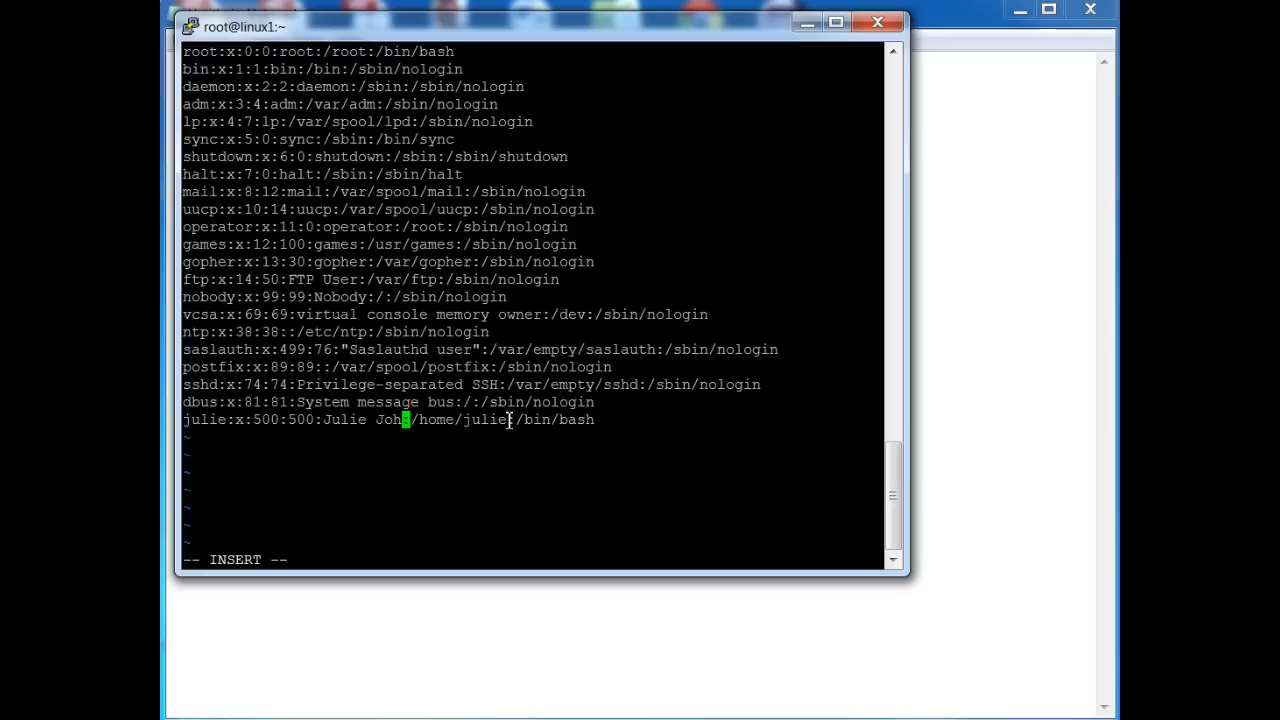 root@linux1:~
root:x:0:0:root:/root:/bin/bash
bin:x:1:1:bin:/bin:/sbin/nologin
daemon:x:2:2:daemon:/sbin:/sbin/nologin
adm:x:3:4:adm:/var/adm:/sbin/nologin
lp:x:4:7:lp:/var/spool/lpd:/sbin/nologin
sync:x:5:0:sync:/sbin:/bin/sync
shutdown:x:6:0:shutdown:/sbin:/sbin/shutdown
halt:x:7:0:halt:/sbin:/sbin/halt
mail:x:8:12:mail:/var/spool/mail:/sbin/nologin
uucp:x:10:14:uucp:/var/spool/uucp:/sbin/nologin
operator:x:11:0:operator:/root:/sbin/nologin
games:x:12:100:games:/usr/games:/sbin/nologin
gopher:x:13:30:gopher:/var/gopher:/sbin/nologin
ftp:x:14:50:FTP User:/var/ftp:/sbin/nologin
nobody:x:99:99:Nobody:/:/sbin/nologin
vcsa:x:69:69:virtual console memory owner:/dev:/sbin/nologin
ntp:x:38:38::/etc/ntp:/sbin/nologin
saslauth:x:499:76:"Saslauthd user":/var/empty/saslauth:/sbin/nologin
postfix:x:89:89::/var/spool/postfix:/sbin/nologin
sshd:x:74:74:Privilege-separated SSH:/var/empty/sshd:/sbin/nologin
dbus:x:81:81:System message bus:/:/sbin/nologin
julie:x:500:500:Julie Joh:/home/julie:/bin/bash
~
~
~
~
~
~
~
-- INSERT --